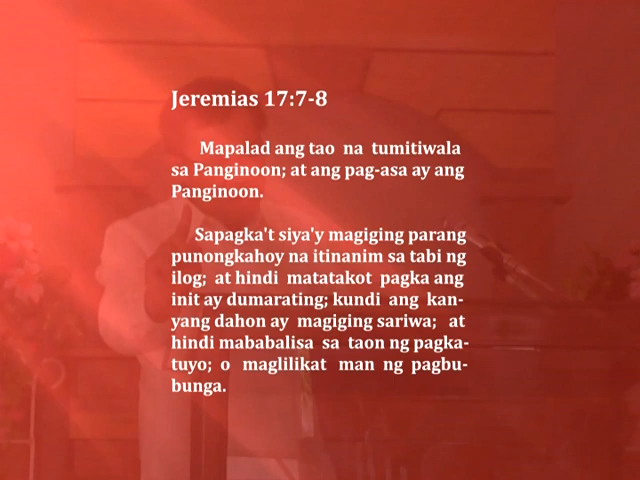 Jeremias 17:7-8
Mapalad ang tao na tumitiwala
sa Panginoon; at ang pag-asa ay ang
Panginoon.
Sapagka't siya'y magiging parang
punongkahoy na itinanim sa tabi ng
ilog; at hindi matatakot pagka ang
init ay dumarating; kundi ang kan-
yang dahon ay magiging sariwa; at
hindi mababalisa sa taon ng pagka-
tuyo; o maglilikat man ng pagbu-
bunga.